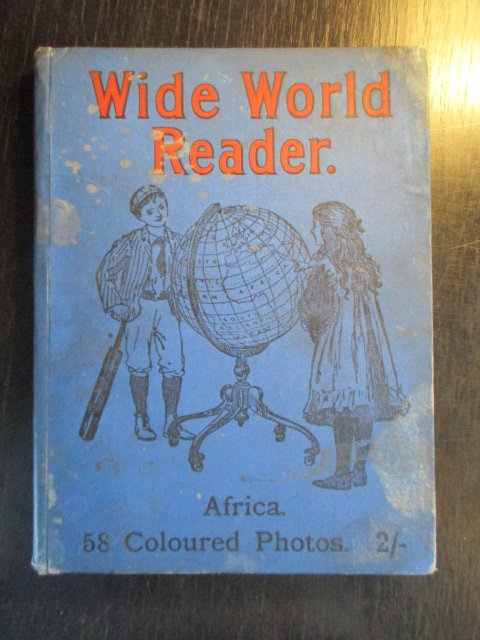 Wide World
Reader.
Africa.
58 Coloured Photos. 2/-